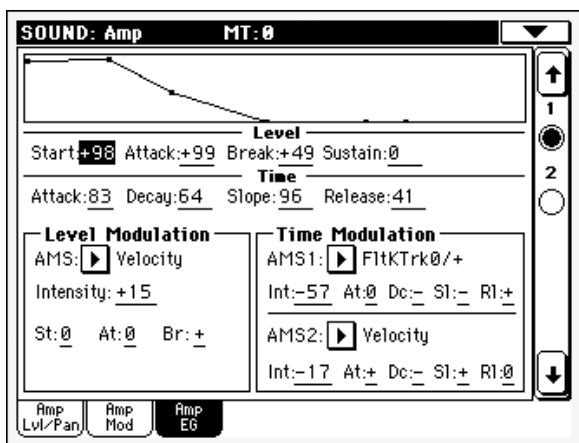 SOUND: Amp MT:0
Level
Start:+98 Attack:+99 Break:+49 Sustain:0
Time
Attack:83 Decay:64 Slope:96 Release:41
Level Modulation
AMS: Velocity
Intensity: +15
St:0 At:0 Br:+
Time Modulation
AMS1: FltKTrk0/+
Int:-57 At:0 Dc:- Sl:- Rl:+
AMS2: Velocity
Int:-17 At:+ Dc:- Sl:+ Rl:0
1
2
Amp Lvl/Pan
Amp Mod
Amp EG